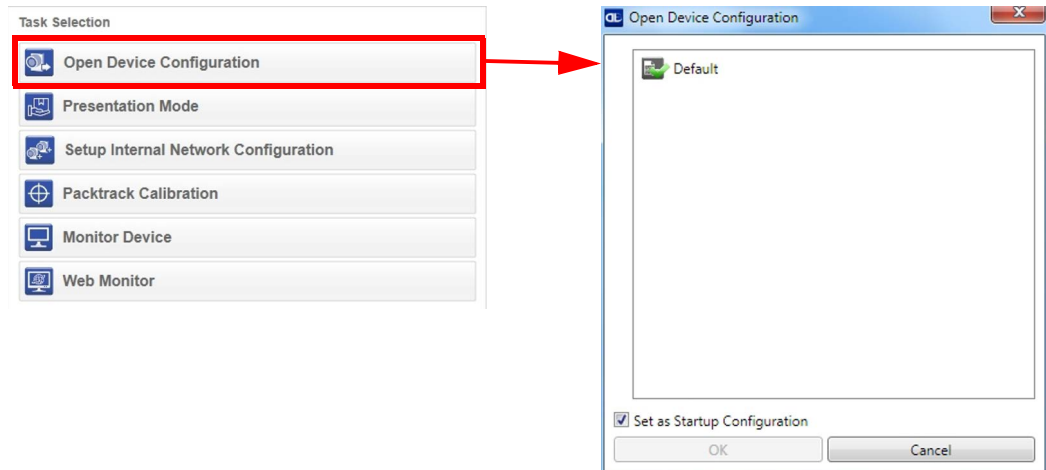 Task Selection
Open Device Configuration
Presentation Mode
Setup Internal Network Configuration
Packtrack Calibration
Monitor Device
Web Monitor
Open Device Configuration
Default
Set as Startup Configuration
OK
Cancel